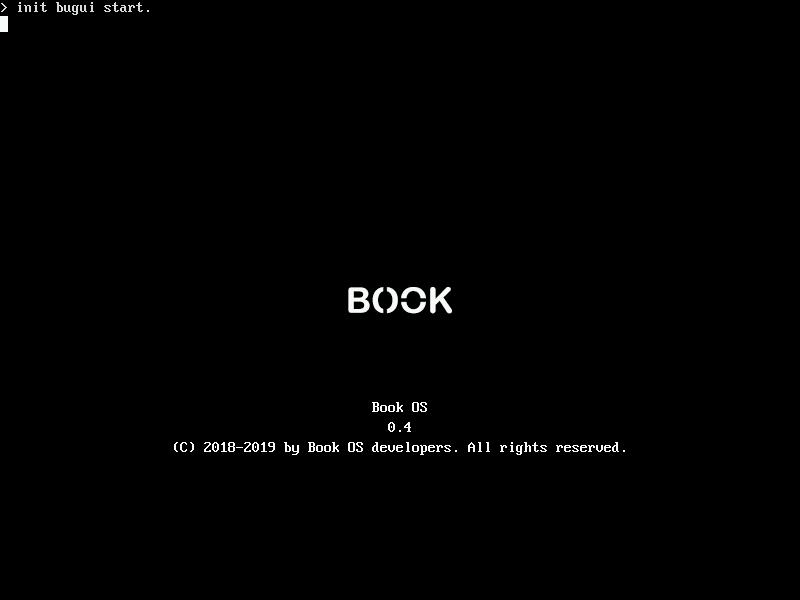 > init bugui start.
BOOK
Book OS
0.4
(C) 2018-2019 by Book OS developers. All rights reserved.